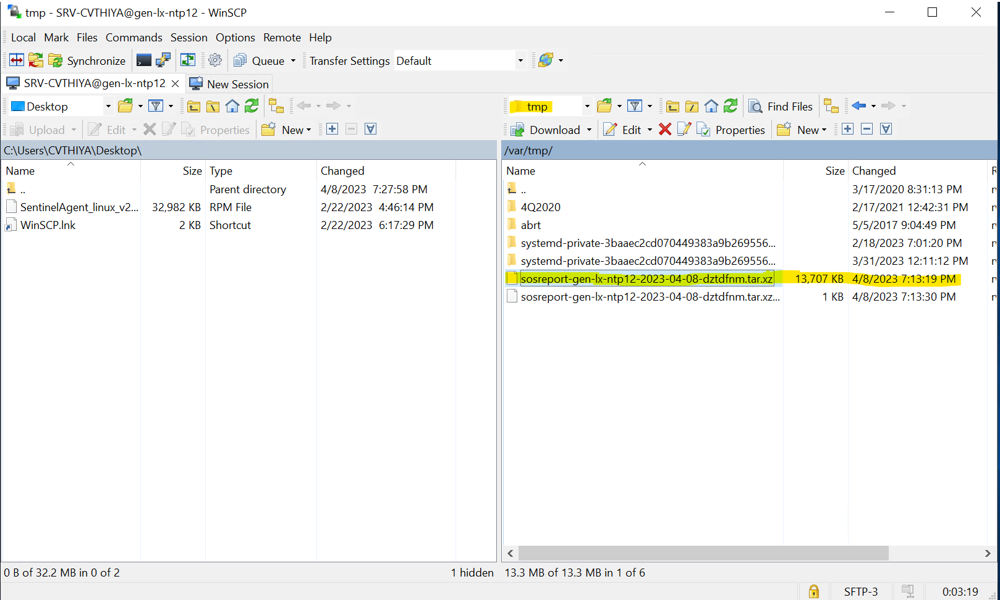 tmp - SRV-CVTHIYA@gen-lx-ntp12 - WinSCP
Local Mark Files Commands Session Options Remote Help
Synchronize Queue Transfer Settings Default
SRV-CVTHIYA@gen-lx-ntp12 New Session
Desktop
tmp Find Files
Upload Edit Properties New
Download Edit Properties New
C:\Users\CVTHIYA\Desktop\
/var/tmp/
Name Size Type Changed
.. Parent directory 4/8/2023 7:27:58 PM
SentinelAgent_linux_v2... 32,982 KB RPM File 2/22/2023 4:46:14 PM
WinSCP.lnk 2 KB Shortcut 2/22/2023 6:17:29 PM
Name Size Changed
.. 3/17/2020 8:31:13 PM
4Q2020 2/17/2021 12:42:31 PM
abrt 5/5/2017 9:04:49 PM
systemd-private-3baaec2cd070449383a9b269556... 2/18/2023 7:01:20 PM
systemd-private-3baaec2cd070449383a9b269556... 3/31/2023 12:11:12 PM
sosreport-gen-lx-ntp12-2023-04-08-dztdfnm.tar.xz 13,707 KB 4/8/2023 7:13:19 PM
sosreport-gen-lx-ntp12-2023-04-08-dztdfnm.tar.xz... 1 KB 4/8/2023 7:13:30 PM
0 B of 32.2 MB in 0 of 2 1 hidden
13.3 MB of 13.3 MB in 1 of 6
SFTP-3 0:03:19